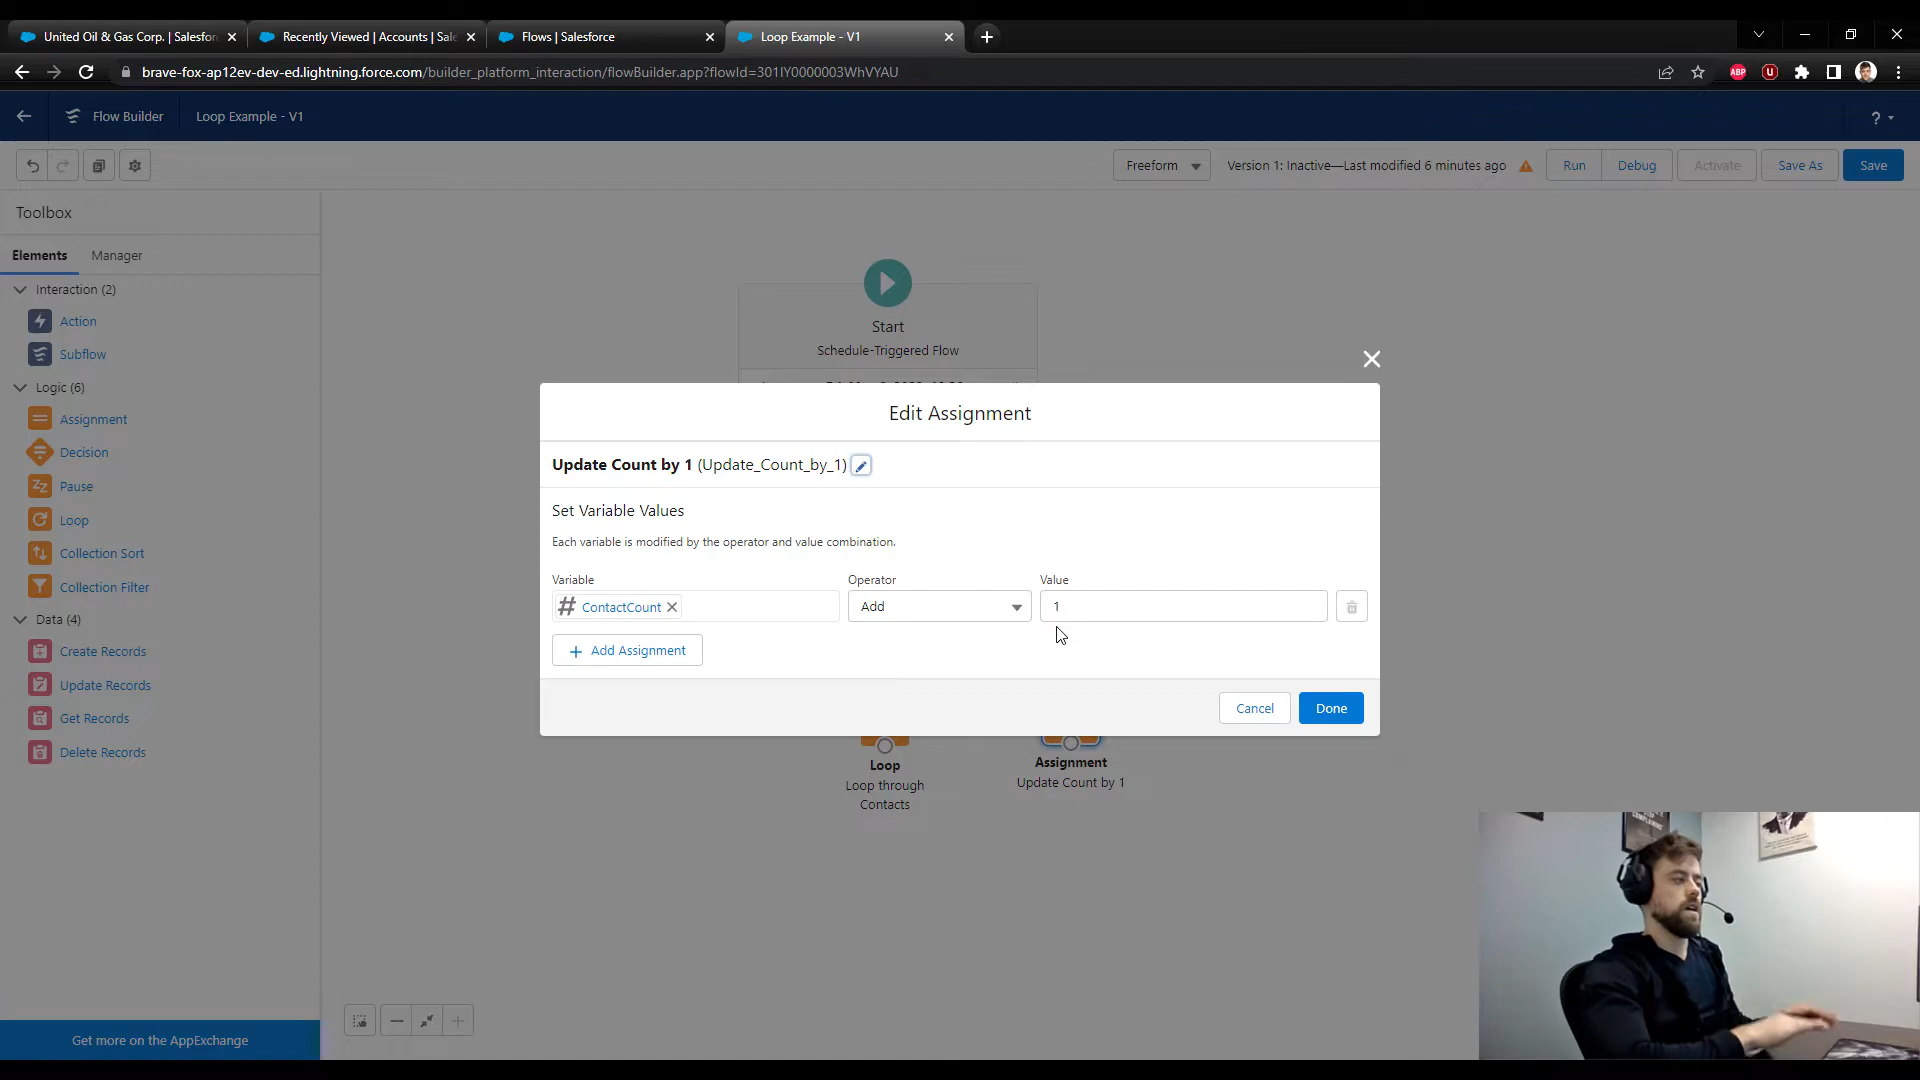 United Oil & Gas Corp. | Salesfor
Recently Viewed | Accounts | Sal
Flows | Salesforce
Loop Example - V1
brave-fox-ap12ev-dev-ed.lightning.force.com/builder_platform_interaction/flowBuilder.app?flowId=301IY0000003WhVYAU
ABP
Flow Builder
Loop Example - V1
?
Freeform
Version 1: Inactive—Last modified 6 minutes ago
Run
Debug
Activate
Save As
Save
Toolbox
Elements
Manager
Interaction (2)
Action
Subflow
Logic (6)
Assignment
Decision
Pause
Loop
Collection Sort
Collection Filter
Data (4)
Create Records
Update Records
Get Records
Delete Records
Get more on the AppExchange
Start
Schedule-Triggered Flow
Edit Assignment
Update Count by 1 (Update_Count_by_1)
Set Variable Values
Each variable is modified by the operator and value combination.
Variable
Operator
Value
# ContactCount
Add
1
+ Add Assignment
Cancel
Done
Loop
Loop through
Contacts
Assignment
Update Count by 1
COMPLAINING